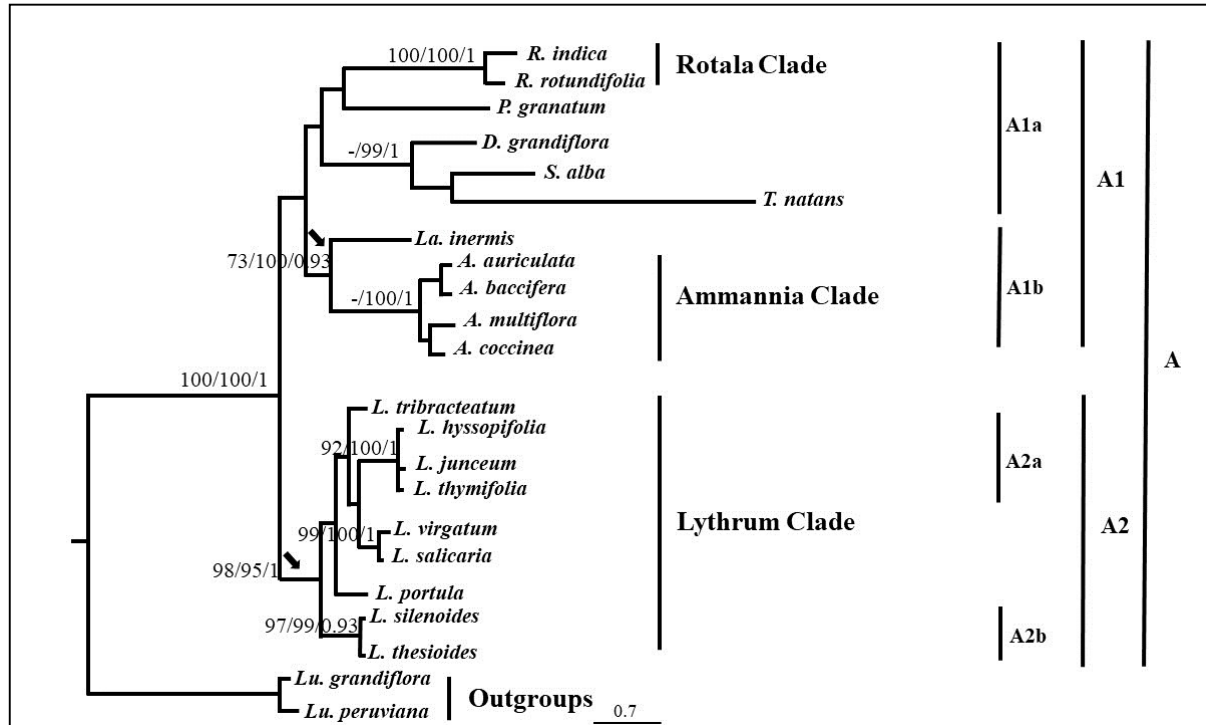 100/100/1
R. indica
R. rotundifolia
Rotala Clade
P. granatum
A1a
-/99/1
D. grandiflora
S. alba
T. natans
A1
La. inermis
73/100/0.93
A. auriculata
A. baccifera
-/100/1
Ammannia Clade
A1b
A. multiflora
A. coccinea
A
100/100/1
L. tribracteatum
L. hyssopifolia
92/100/1
L. junceum
A2a
L. thymifolia
99/100/1
L. virgatum
Lythrum Clade
A2
L. salicaria
98/95/1
L. portula
L. silenoides
97/99/0.93
A2b
L. thesioides
Lu. grandiflora
Outgroups
Lu. peruviana
0.7